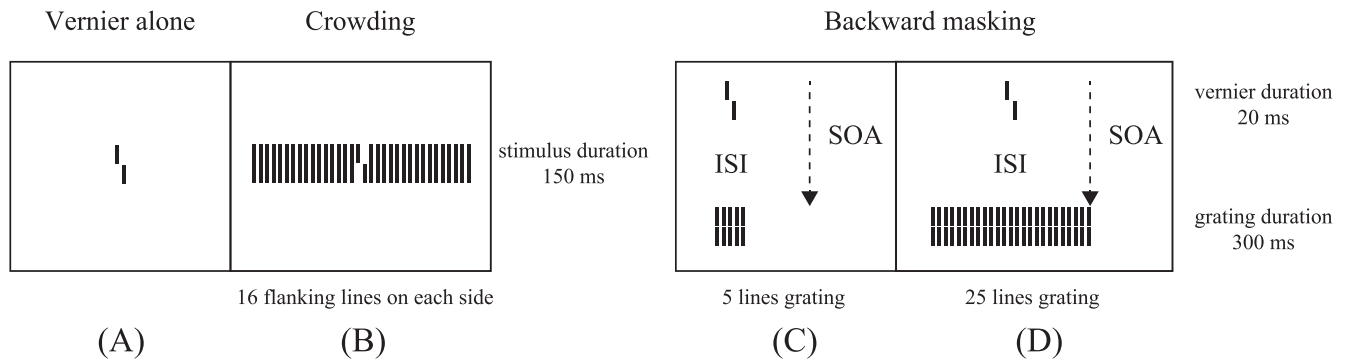 Vernier alone
Crowding
Backward masking
stimulus duration
150 ms
ISI
SOA
ISI
SOA
vernier duration
20 ms
grating duration
300 ms
16 flanking lines on each side
5 lines grating
25 lines grating
(A)
(B)
(C)
(D)